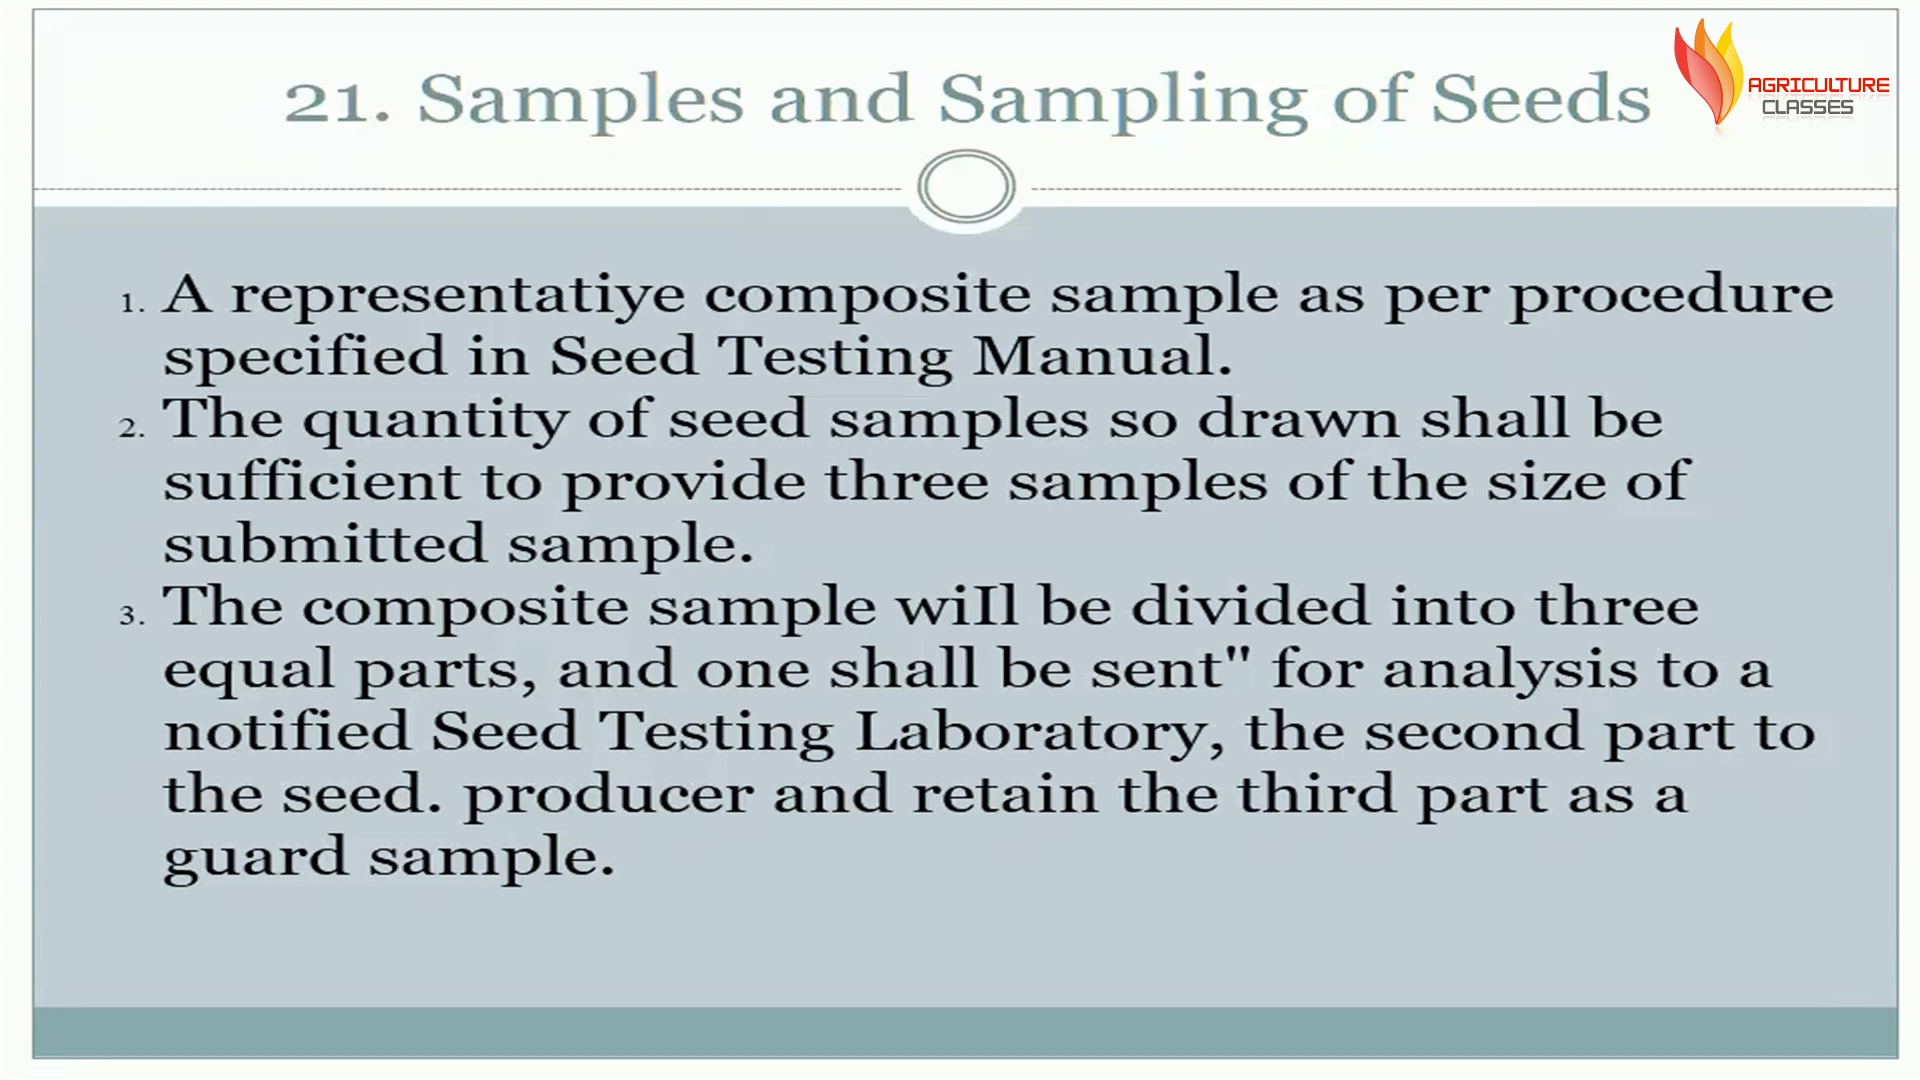 21. Samples and Sampling of Seeds
AGRICULTURE
CLASSES
1. A representatiye composite sample as per procedure
specified in Seed Testing Manual.
2. The quantity of seed samples so drawn shall be
sufficient to provide three samples of the size of
submitted sample.
3. The composite sample wiIl be divided into three
equal parts, and one shall be sent" for analysis to a
notified Seed Testing Laboratory, the second part to
the seed. producer and retain the third part as a
guard sample.